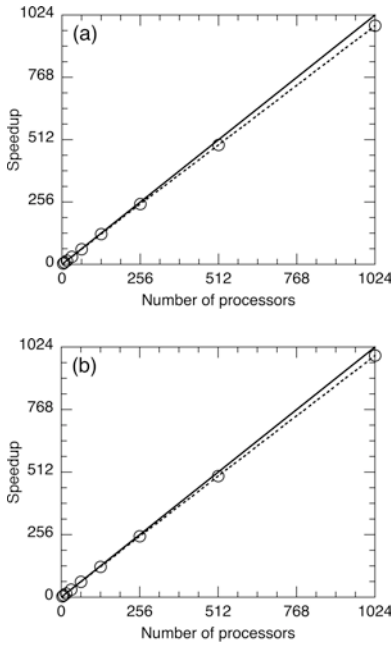 1024
(a)
768
Speedup
512
256
0
0 256 512 768 1024
Number of processors
1024
(b)
768
Speedup
512
256
0
0 256 512 768 1024
Number of processors